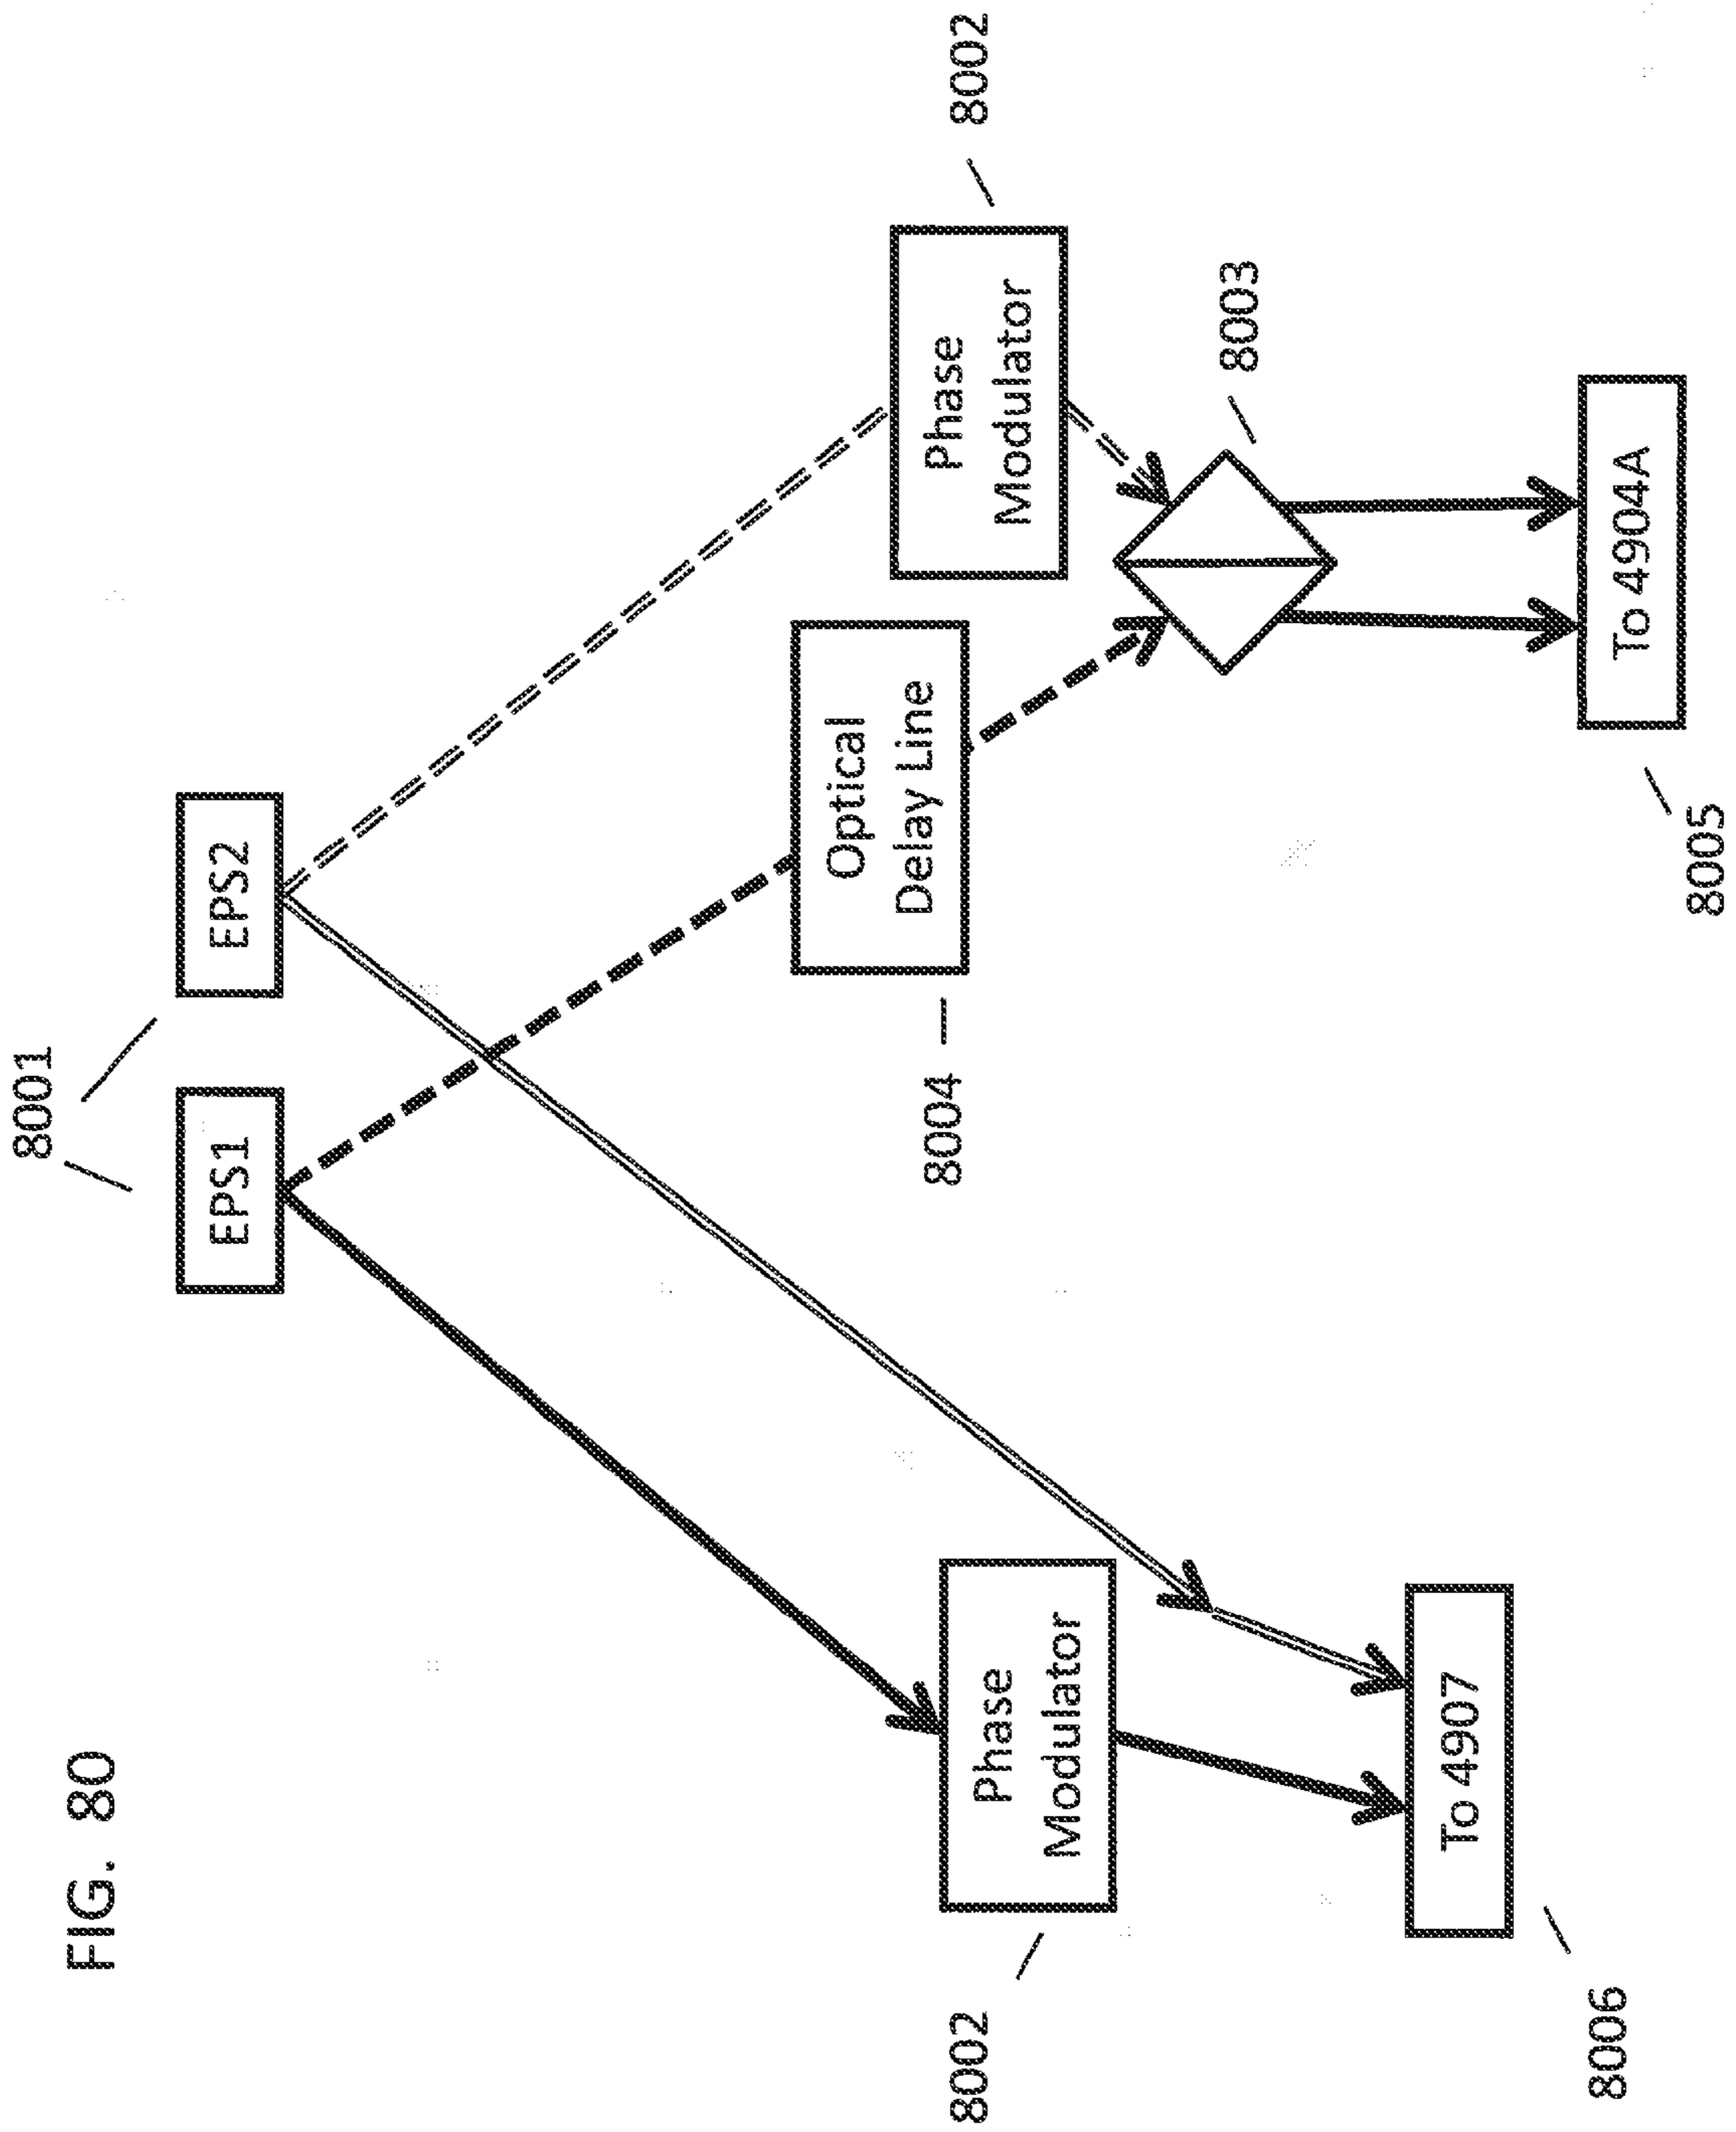 FIG. 80
8001
EPS1
EPS2
Optical
Delay Line
8004
Phase
Modulator
8002
Phase
Modulator
8002
8003
To 4907
8006
To 4904A
8005